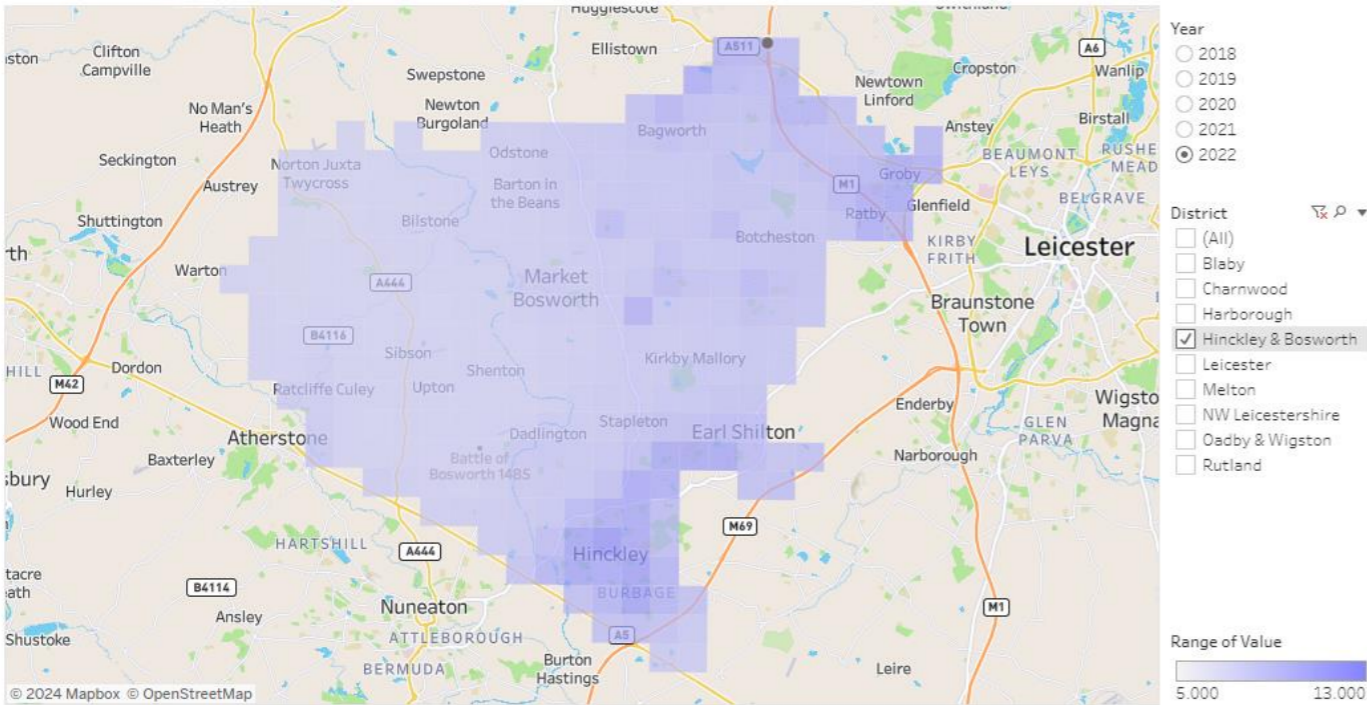 Hugglescote
Swithland
Clifton
Campville
Ellistown
A511
A6
Swepstone
Cropston
Wanlip
Newtown
Linford
No Man's
Heath
Newton
Burgoland
Birstall
Bagworth
Anstey
Seckington
Odstone
BEAUMONT
LEYS
RUSHE
MEAD
Norton Juxta
Twycross
Groby
Austrey
Barton in
the Beans
M1
BELGRAVE
Ratby
Glenfield
Shuttington
Bilstone
Botcheston
KIRBY
FRITH
Leicester
Warton
Market
Bosworth
A444
Braunstone
Town
B4116
Sibson
Kirkby Mallory
Dordon
Shenton
HILL
M42
Ratcliffe Culey
Upton
Enderby
Wigsto
Magna
Wood End
Stapleton
GLEN
PARVA
Atherstone
Dadlington
Earl Shilton
Baxterley
Battle of
Bosworth 1485
Narborough
sbury
Hurley
M69
HARTSHILL
A444
Hinckley
B4114
BURBAGE
Nuneaton
M1
Ansley
Shustoke
ATTLEBOROUGH
A5
BERMUDA
Burton
Hastings
Leire
© 2024 Mapbox © OpenStreetMap
Year
2018
2019
2020
2021
2022
District
(All)
Blaby
Charnwood
Harborough
Hinckley & Bosworth
Leicester
Melton
NW Leicestershire
Oadby & Wigston
Rutland
Range of Value
5.000 13.000